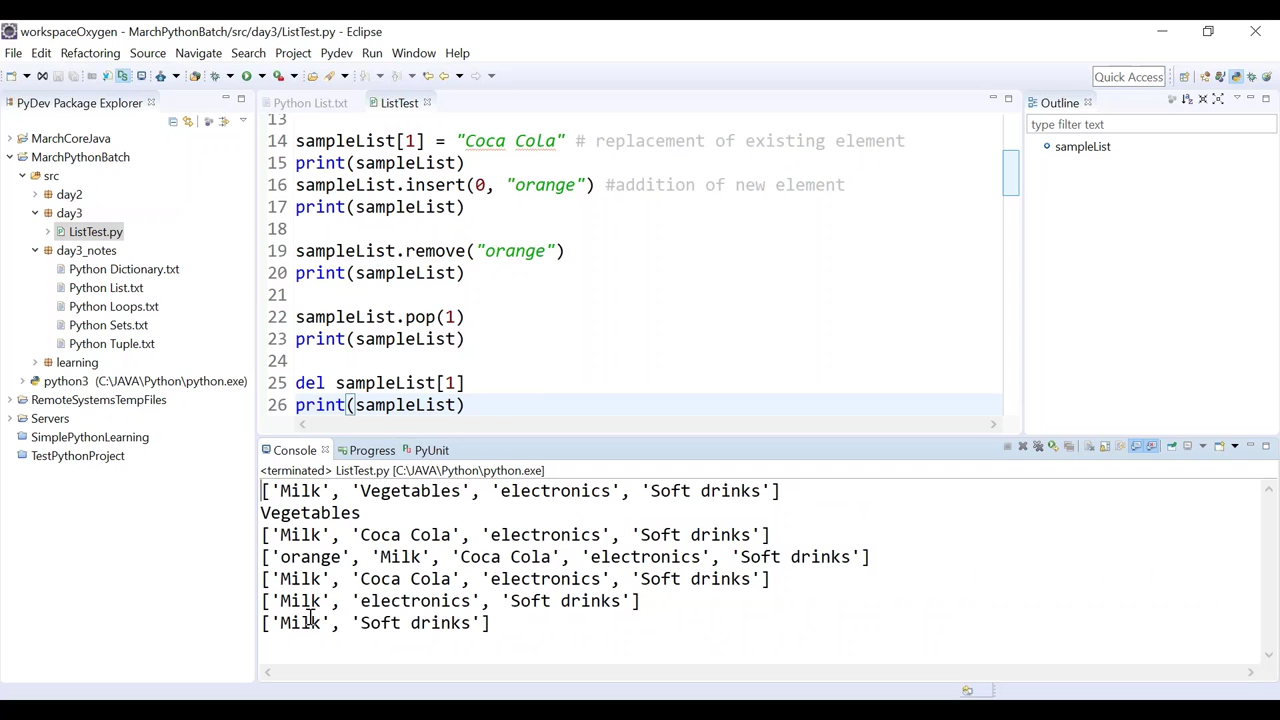 workspaceOxygen - MarchPythonBatch/src/day3/ListTest.py - Eclipse
File Edit Refactoring Source Navigate Search Project Pydev Run Window Help
Quick Access
PyDev Package Explorer
MarchCoreJava
MarchPythonBatch
src
day2
day3
ListTest.py
day3_notes
Python Dictionary.txt
Python List.txt
Python Loops.txt
Python Sets.txt
Python Tuple.txt
learning
python3 (C:\JAVA\Python\python.exe)
RemoteSystemsTempFiles
Servers
SimplePythonLearning
TestPythonProject
Python List.txt ListTest
13
14 sampleList[1] = "Coca Cola" # replacement of existing element
15 print(sampleList)
16 sampleList.insert(0, "orange") #addition of new element
17 print(sampleList)
18
19 sampleList.remove("orange")
20 print(sampleList)
21
22 sampleList.pop(1)
23 print(sampleList)
24
25 del sampleList[1]
26 print(sampleList)
Outline
type filter text
sampleList
Console Progress PyUnit
<terminated> ListTest.py [C:\JAVA\Python\python.exe]
['Milk', 'Vegetables', 'electronics', 'Soft drinks']
Vegetables
['Milk', 'Coca Cola', 'electronics', 'Soft drinks']
['orange', 'Milk', 'Coca Cola', 'electronics', 'Soft drinks']
['Milk', 'Coca Cola', 'electronics', 'Soft drinks']
['Milk', 'electronics', 'Soft drinks']
['Milk', 'Soft drinks']